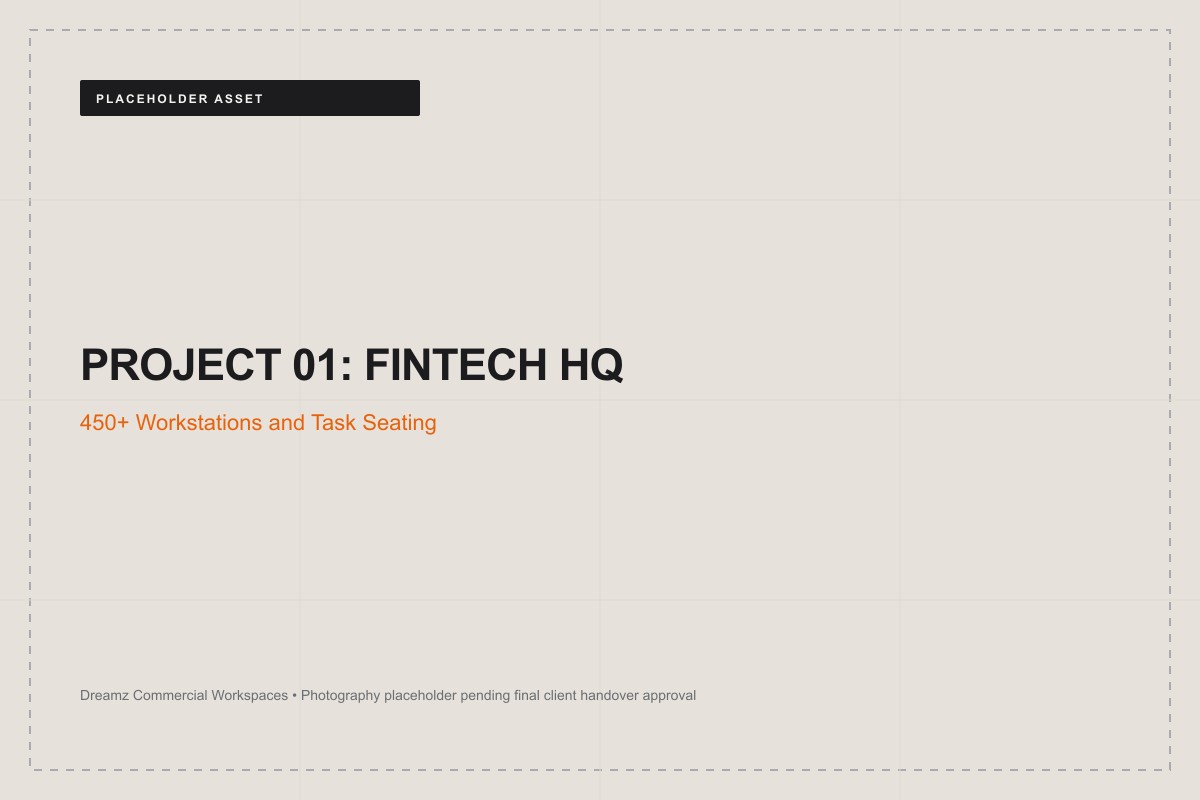 PLACEHOLDER ASSET
PROJECT 01: FINTECH HQ
450+ Workstations and Task Seating
Dreamz Commercial Workspaces • Photography placeholder pending final client handover approval